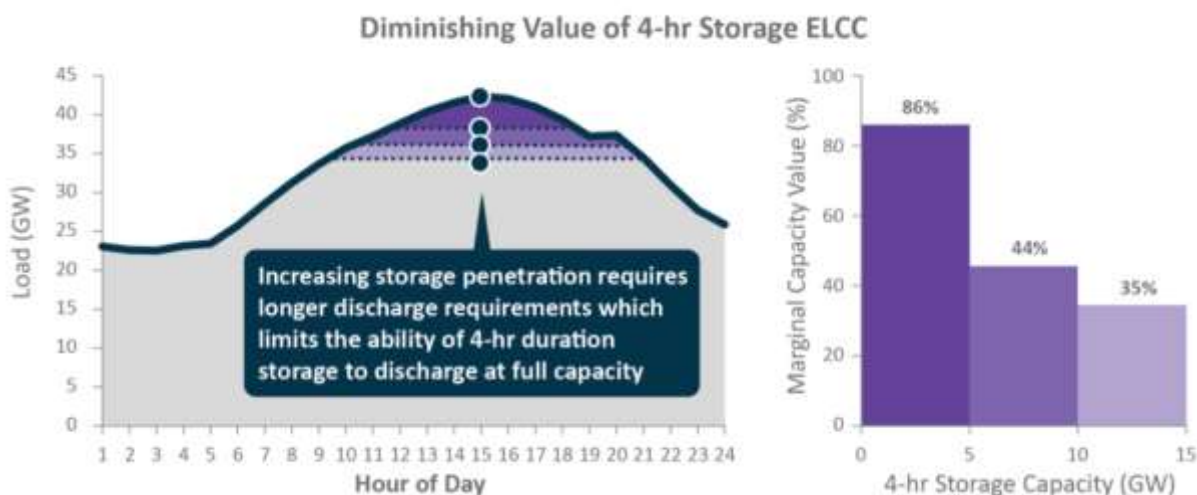 Diminishing Value of 4-hr Storage ELCC
Load (GW)
45
40
35
30
25
20
15
10
5
0
Increasing storage penetration requires
longer discharge requirements which
limits the ability of 4-hr duration
storage to discharge at full capacity
1 2 3 4 5 6 7 8 9 10 11 12 13 14 15 16 17 18 19 20 21 22 23 24
Hour of Day
Marginal Capacity Value (%)
100
80
60
40
20
0
86%
44%
35%
0 5 10 15
4-hr Storage Capacity (GW)